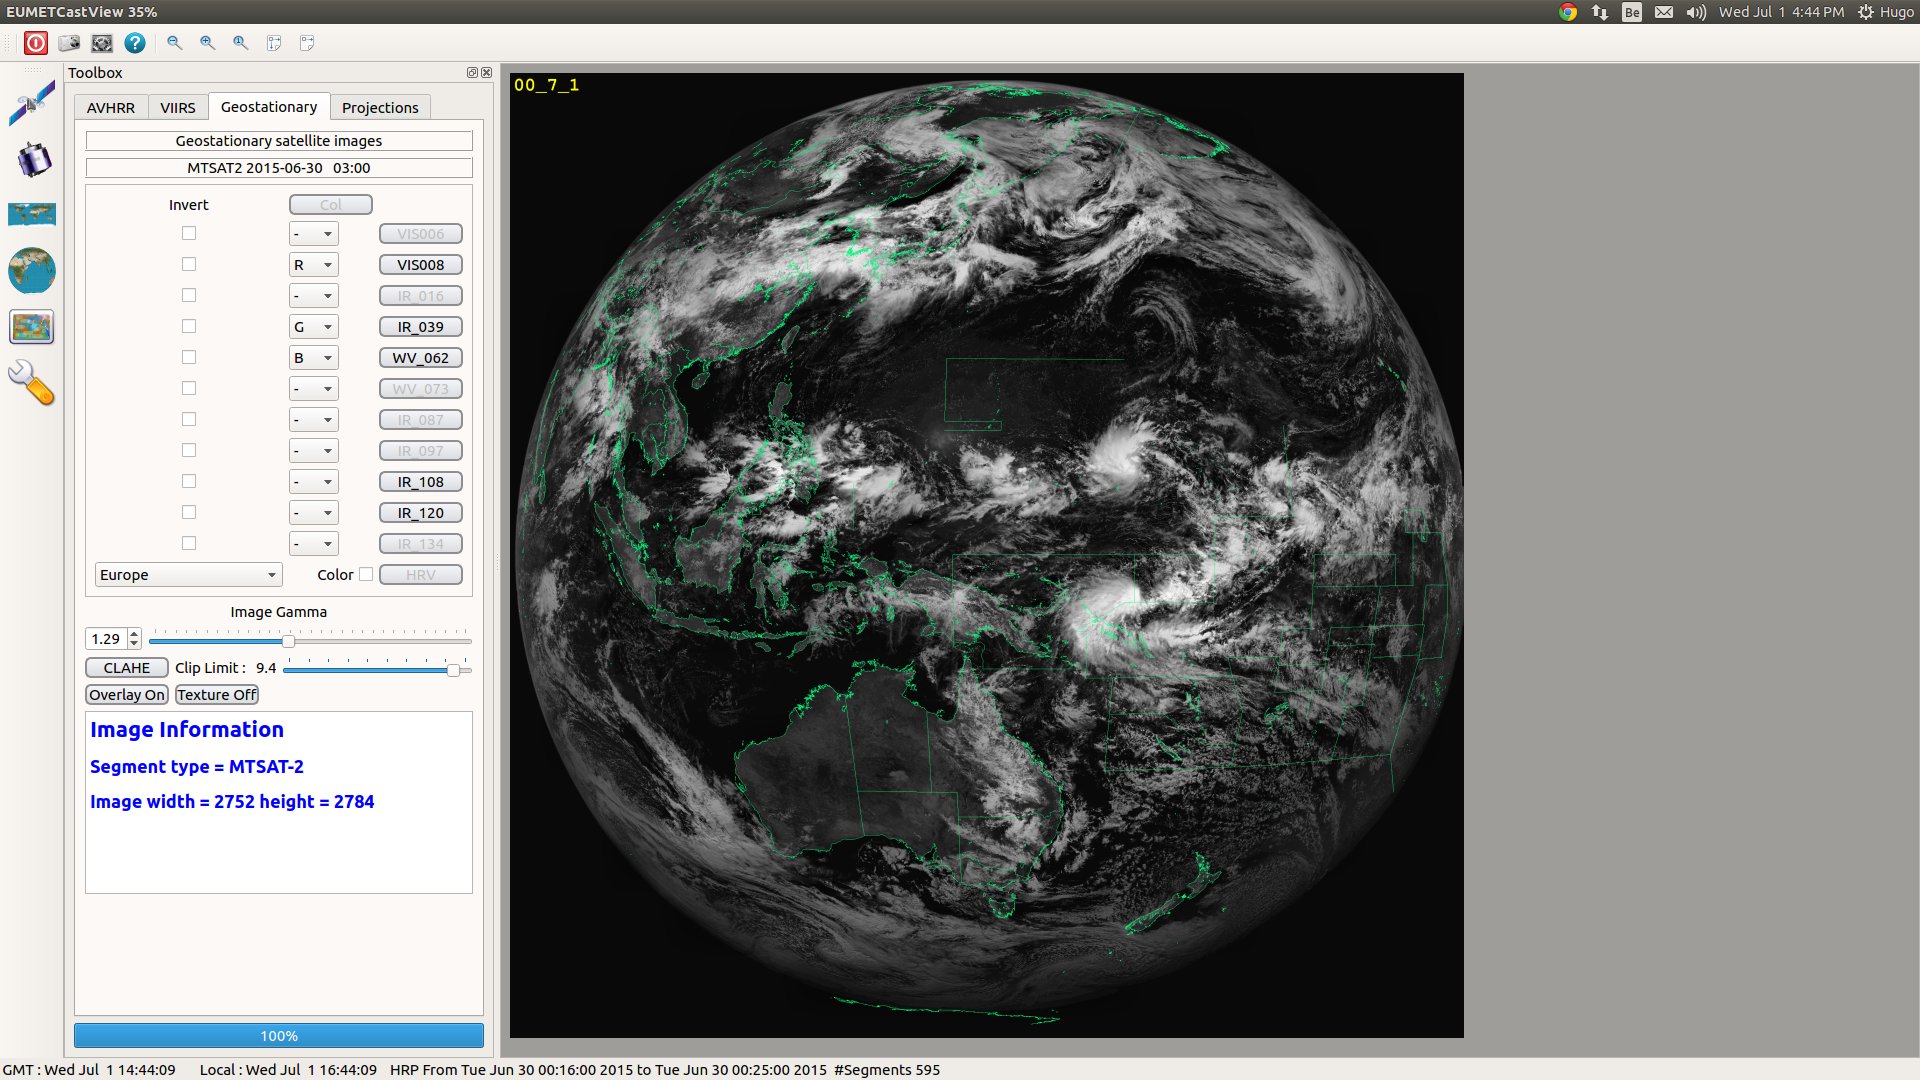 EUMETCastView 35%
Be Wed Jul 1 4:44 PM Hugo
Toolbox
AVHRR VIIRS Geostationary Projections
Geostationary satellite images
MTSAT2 2015-06-30 03:00
Invert Col
- VIS006
R VIS008
- IR_016
G IR_039
B WV_062
- WV_073
- IR_087
- IR_097
- IR_108
- IR_120
- IR_134
Europe Color HRV
Image Gamma
1.29
CLAHE Clip Limit : 9.4
Overlay On Texture Off
Image Information
Segment type = MTSAT-2
Image width = 2752 height = 2784
100%
00_7_1
GMT : Wed Jul 1 14:44:09 Local : Wed Jul 1 16:44:09 HRP From Tue Jun 30 00:16:00 2015 to Tue Jun 30 00:25:00 2015 #Segments 595